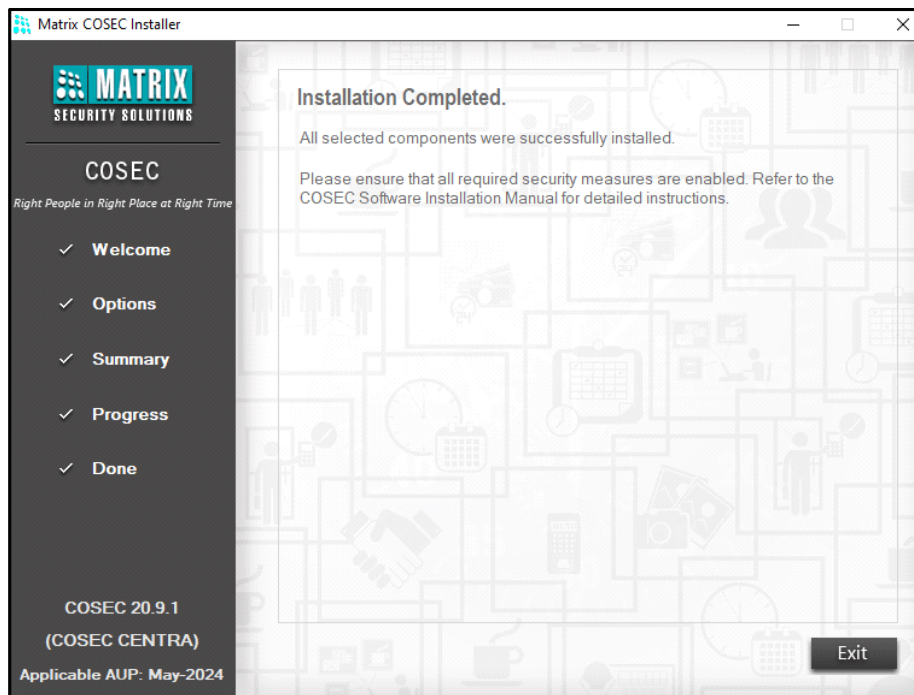 Matrix COSEC Installer
MATRIX
SECURITY SOLUTIONS
COSEC
Right People in Right Place at Right Time
Welcome
Options
Summary
Progress
Done
COSEC 20.9.1
(COSEC CENTRA)
Applicable AUP: May-2024
Installation Completed.
All selected components were successfully installed.
Please ensure that all required security measures are enabled. Refer to the
COSEC Software Installation Manual for detailed instructions.
Exit